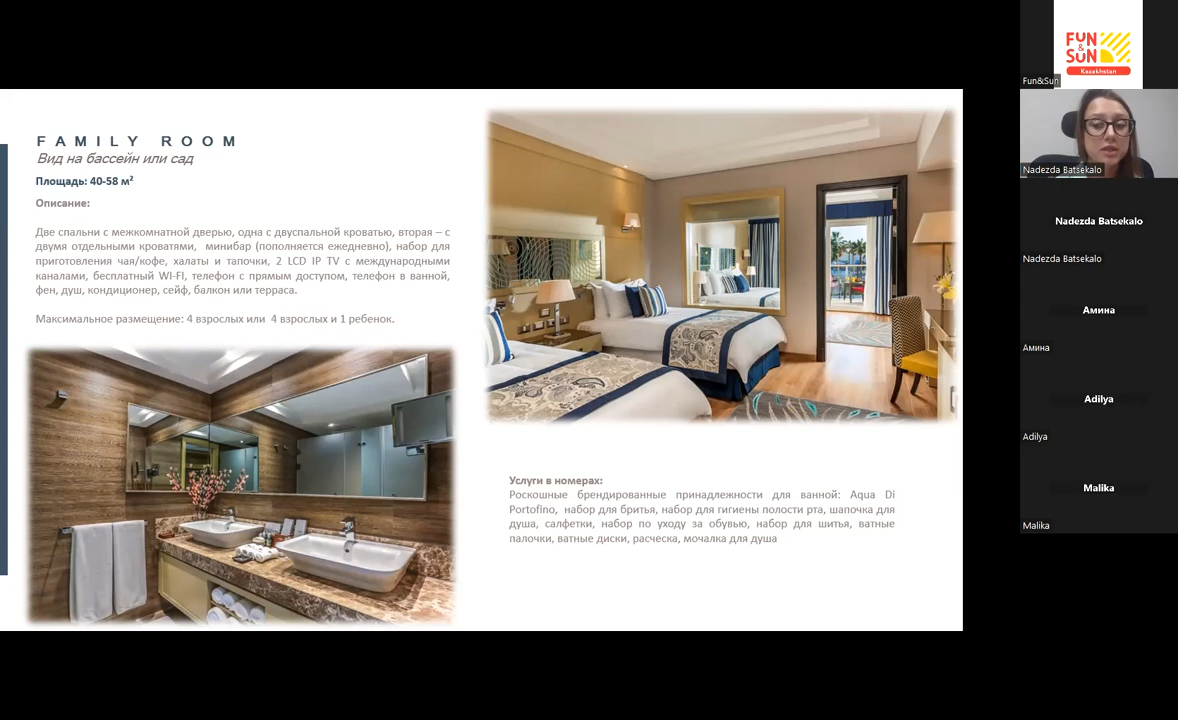 FAMILY ROOM
Вид на бассейн или сад
Площадь: 40-58 м²
Описание:
Две спальни с межкомнатной дверью, одна с двуспальной кроватью, вторая – с
двумя отдельными кроватями, минибар (пополняется ежедневно), набор для
приготовления чая/кофе, халаты и тапочки, 2 LCD IP TV с международными
каналами, бесплатный WI-FI, телефон с прямым доступом, телефон в ванной,
фен, душ, кондиционер, сейф, балкон или терраса.
Максимальное размещение: 4 взрослых или 4 взрослых и 1 ребенок.
Услуги в номерах:
Роскошные брендированные принадлежности для ванной: Aqua Di
Portofino, набор для бритья, набор для гигиены полости рта, шапочка для
душа, салфетки, набор по уходу за обувью, набор для шитья, ватные
палочки, ватные диски, расческа, мочалка для душа
FUN
&
SUN
Kazakhstan
Fun&Sun
Nadezda Batsekalo
Nadezda Batsekalo
Nadezda Batsekalo
Амина
Амина
Adilya
Adilya
Malika
Malika